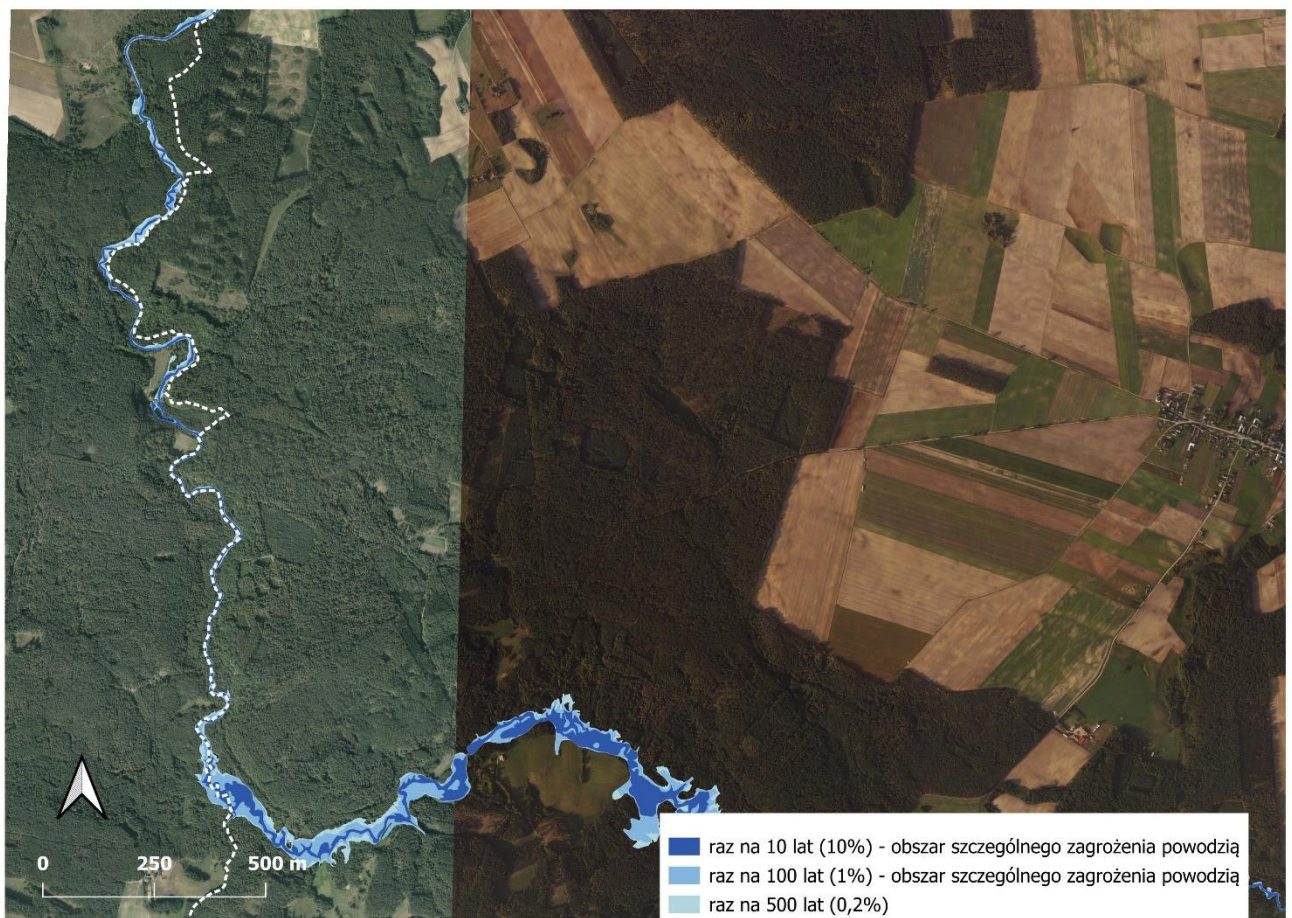 0 250 500 m
raz na 10 lat (10%) - obszar szczególnego zagrożenia powodzią
raz na 100 lat (1%) - obszar szczególnego zagrożenia powodzią
raz na 500 lat (0,2%)